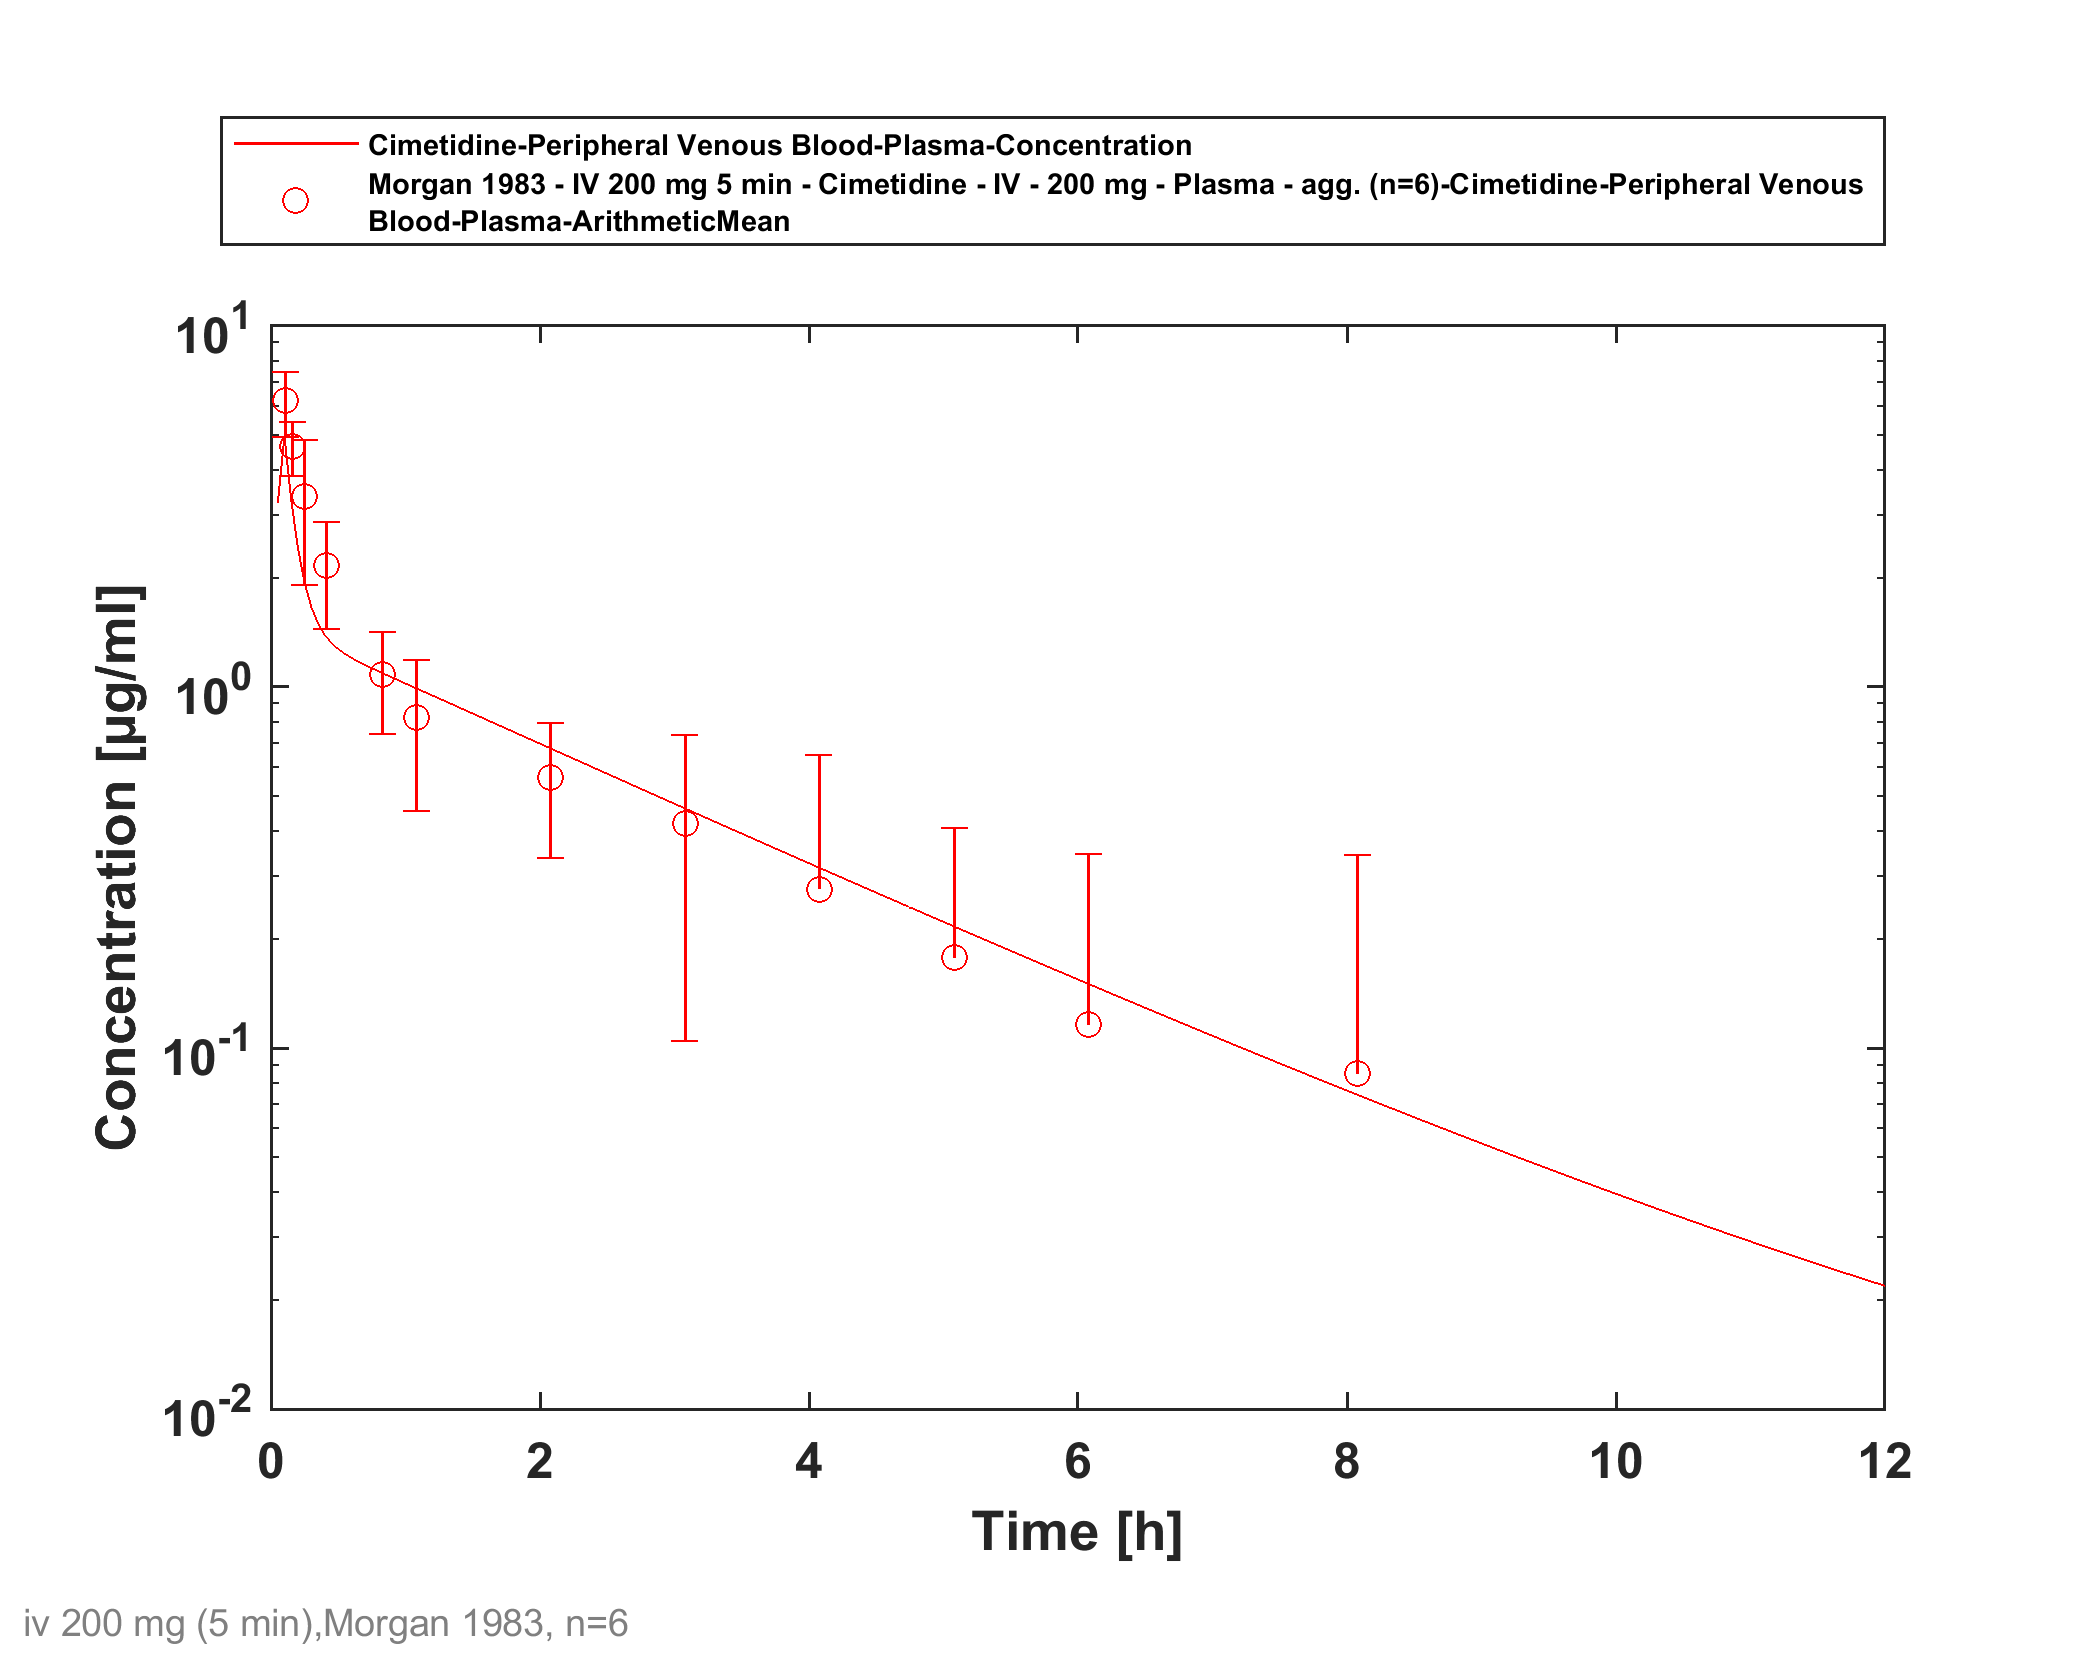 Cimetidine-Peripheral Venous Blood-Plasma-Concentration
Morgan 1983 - IV 200 mg 5 min - Cimetidine - IV - 200 mg - Plasma - agg. (n=6)-Cimetidine-Peripheral Venous
Blood-Plasma-ArithmeticMean
10^1
10^0
10^-1
10^-2
Concentration [µg/ml]
0 2 4 6 8 10 12
Time [h]
iv 200 mg (5 min),Morgan 1983, n=6